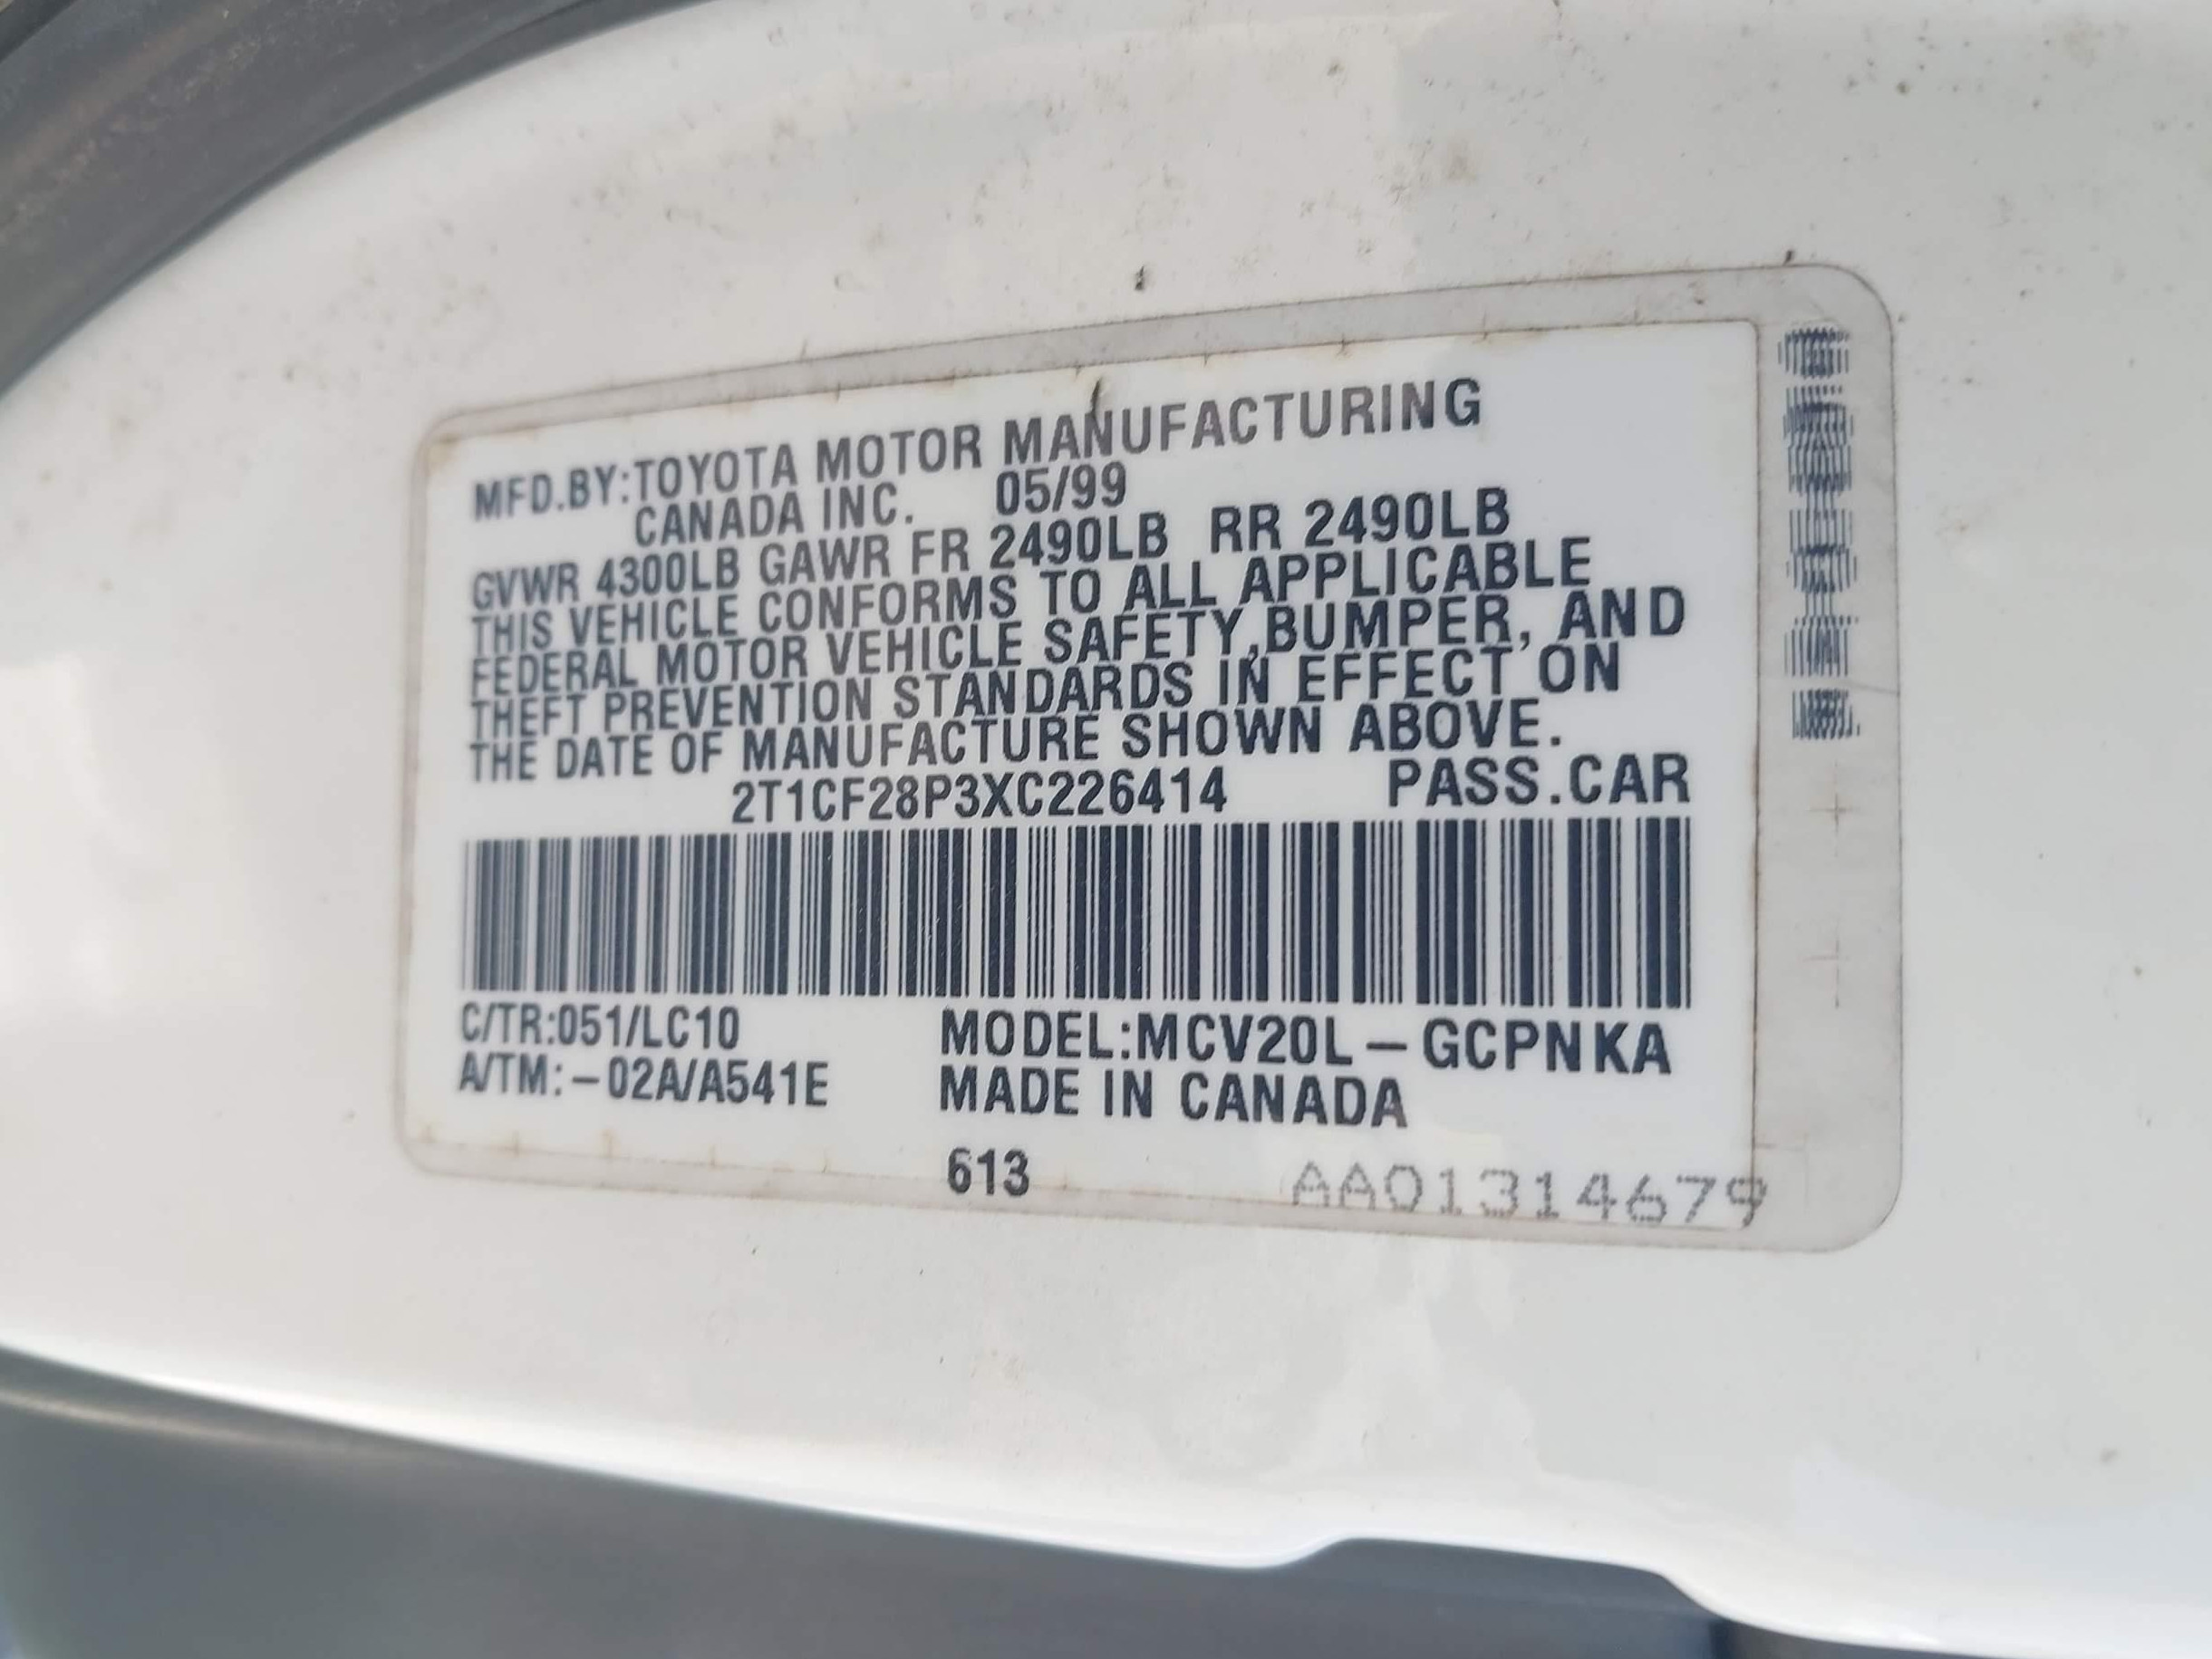 MFD.BY:TOYOTA MOTOR MANUFACTURING
CANADA INC. 05/99
GVWR 4300LB GAWR FR 2490LB RR 2490LB
THIS VEHICLE CONFORMS TO ALL APPLICABLE
FEDERAL MOTOR VEHICLE SAFETY,BUMPER, AND
THEFT PREVENTION STANDARDS IN EFFECT ON
THE DATE OF MANUFACTURE SHOWN ABOVE.
2T1CF28P3XC226414 PASS.CAR
C/TR:051/LC10 MODEL:MCV20L-GCPNKA
A/TM:-02A/A541E MADE IN CANADA
613 AA01314679